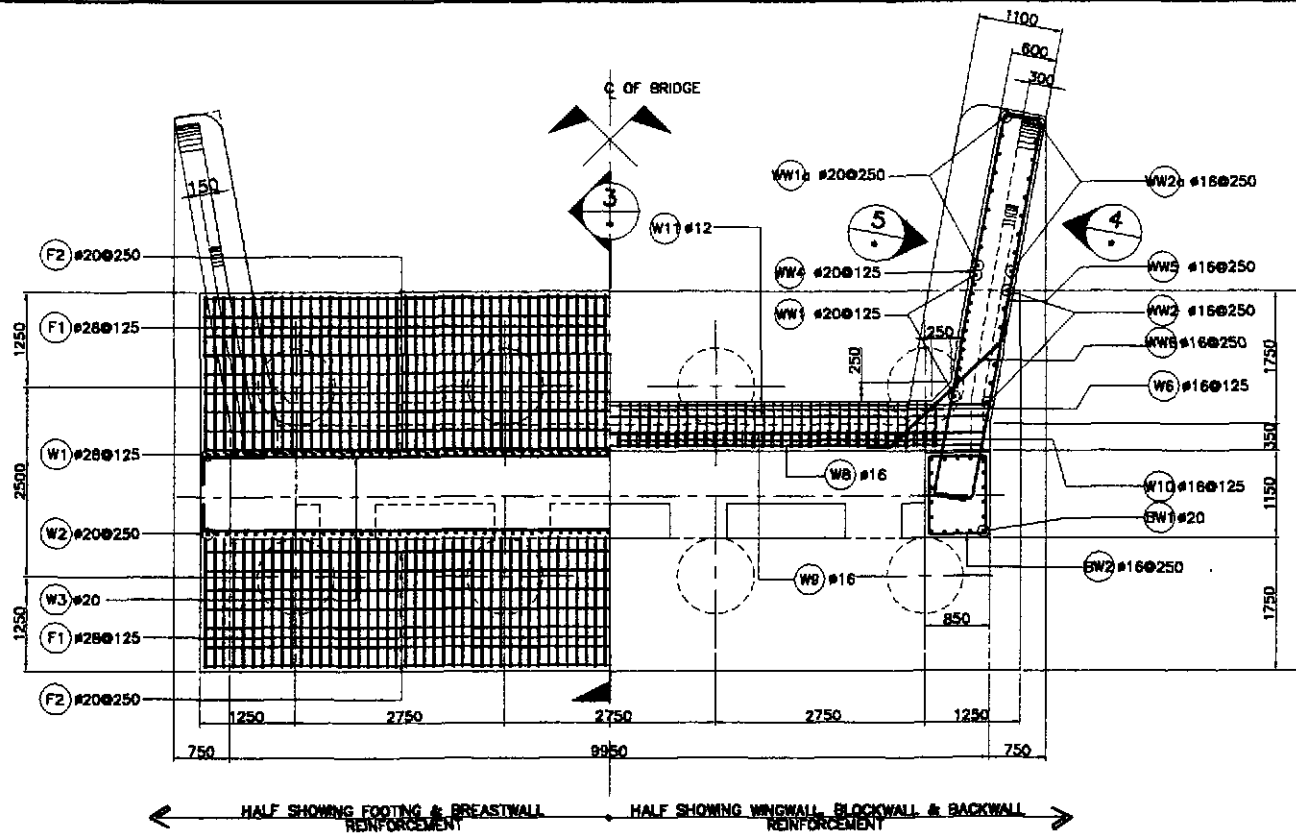 1100
600
300
℄ OF BRIDGE
150
3
WW1a ø20@250
WW2a ø16@250
5
4
W11 ø12
F2 ø20@250
WW4 ø20@125
WW5 ø16@250
F1 ø28@125
WW1 ø20@125
WW2 ø16@250
250
WW6 ø16@250
250
W6 ø16@125
1250
1750
W1 ø28@125
350
W8 ø16
2500
W10 ø16@125
1150
BW1 ø20
W2 ø20@250
BW2 ø16@250
W9 ø16
W3 ø20
850
1250
1750
F1 ø28@125
F2 ø20@250
1250
2750
2750
2750
1250
750
9950
750
HALF SHOWING FOOTING & BREASTWALL
REINFORCEMENT
HALF SHOWING WINGWALL, BLOCKWALL & BACKWALL
REINFORCEMENT